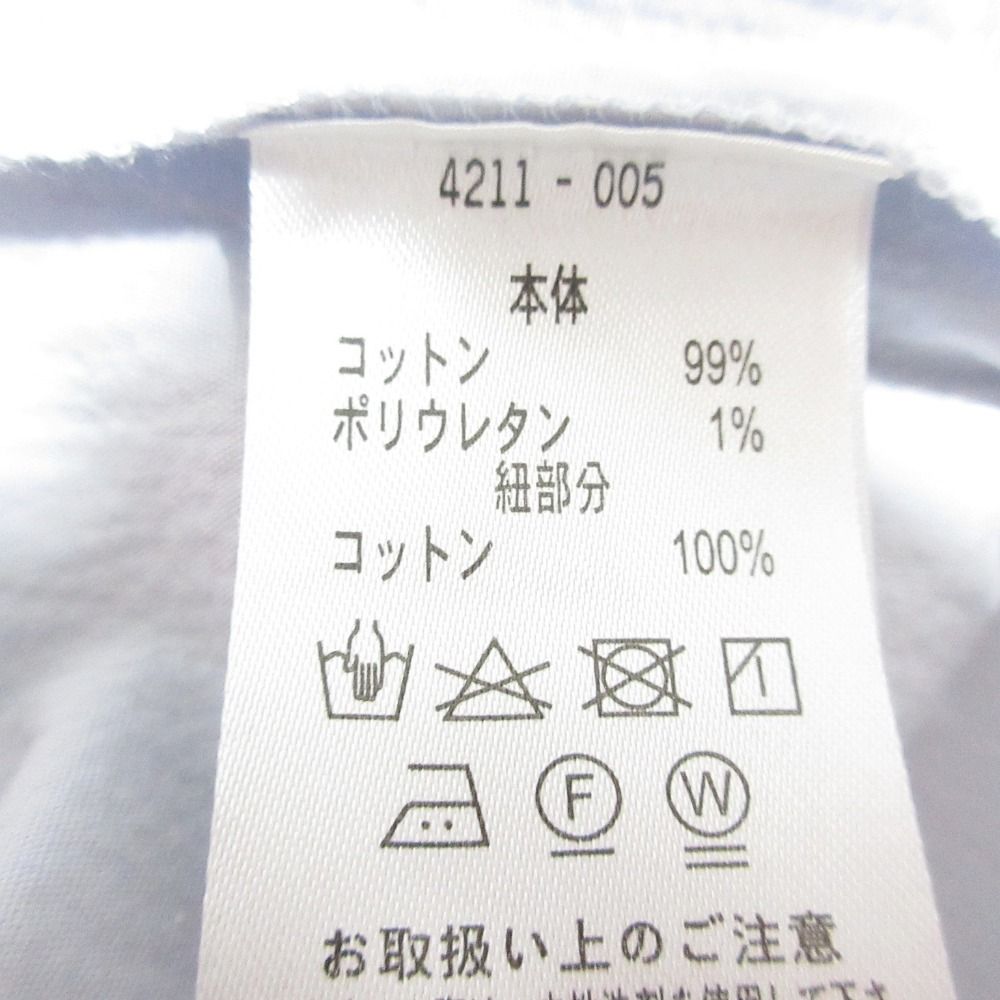 4211 - 005
本体
コットン 99%
ポリウレタン 1%
紐部分
コットン 100%
F W
お取扱い上のご注意